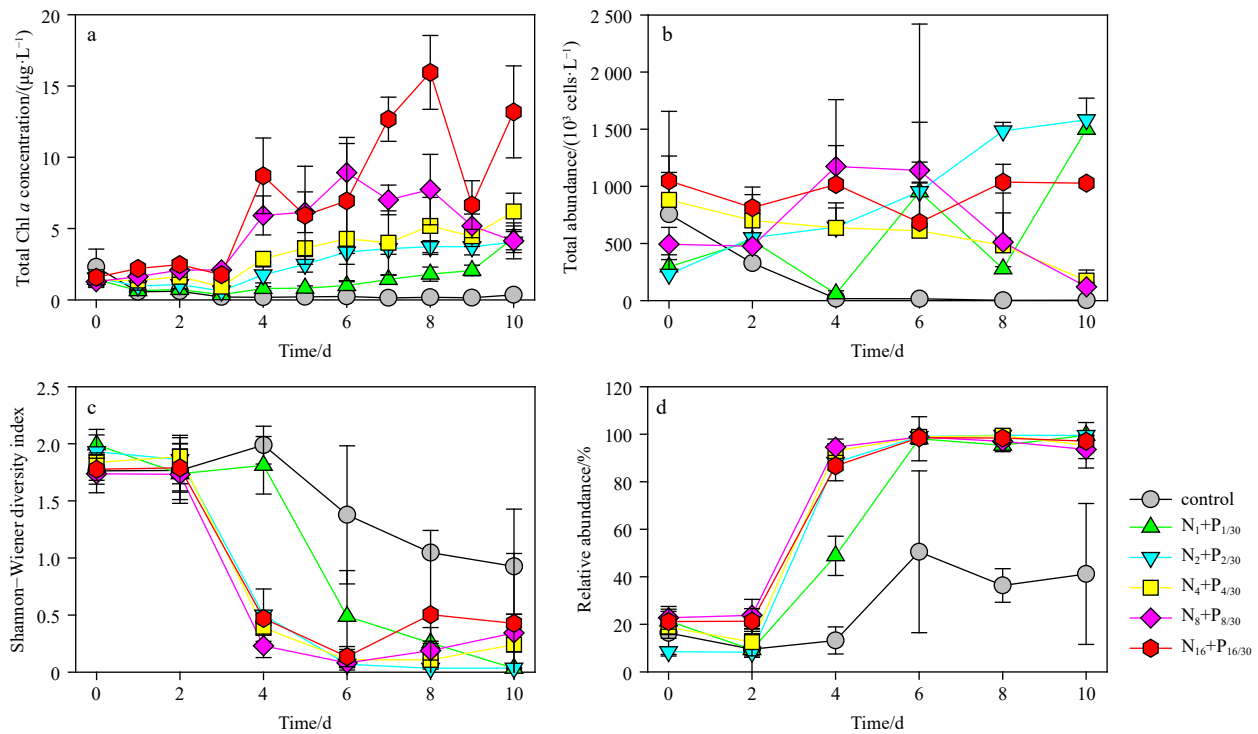 a
20
15
10
5
0
Total Chl a concentration/(μg·L⁻¹)
0 2 4 6 8 10
Time/d
b
2 500
2 000
1 500
1 000
500
0
Total abundance/(10³ cells·L⁻¹)
0 2 4 6 8 10
Time/d
c
2.5
2.0
1.5
1.0
0.5
0
Shannon−Wiener diversity index
0 2 4 6 8 10
Time/d
d
120
100
80
60
40
20
0
Relative abundance/%
0 2 4 6 8 10
Time/d
control
N₁+P₁/₃₀
N₂+P₂/₃₀
N₄+P₄/₃₀
N₈+P₈/₃₀
N₁₆+P₁₆/₃₀